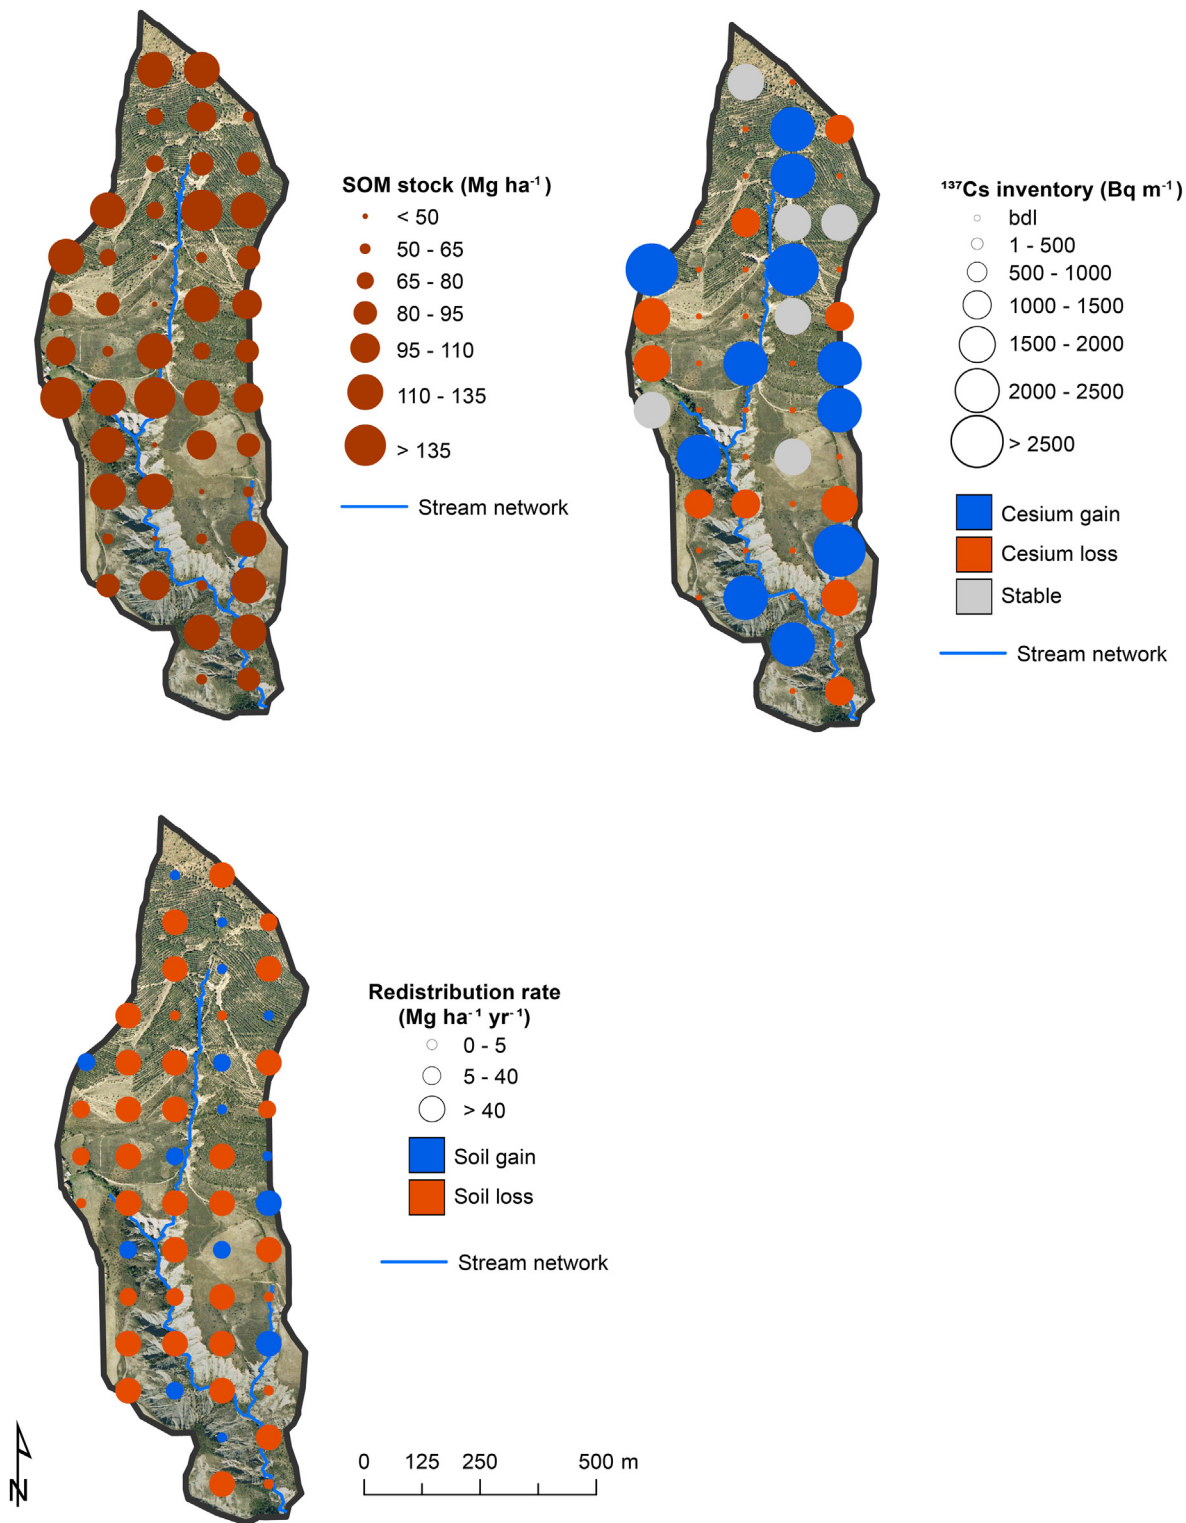 SOM stock (Mg ha⁻¹)
< 50
50 - 65
65 - 80
80 - 95
95 - 110
110 - 135
> 135
Stream network
¹³⁷Cs inventory (Bq m⁻¹)
bdl
1 - 500
500 - 1000
1000 - 1500
1500 - 2000
2000 - 2500
> 2500
Cesium gain
Cesium loss
Stable
Stream network
Redistribution rate
(Mg ha⁻¹ yr⁻¹)
0 - 5
5 - 40
> 40
Soil gain
Soil loss
Stream network
N
0 125 250 500 m